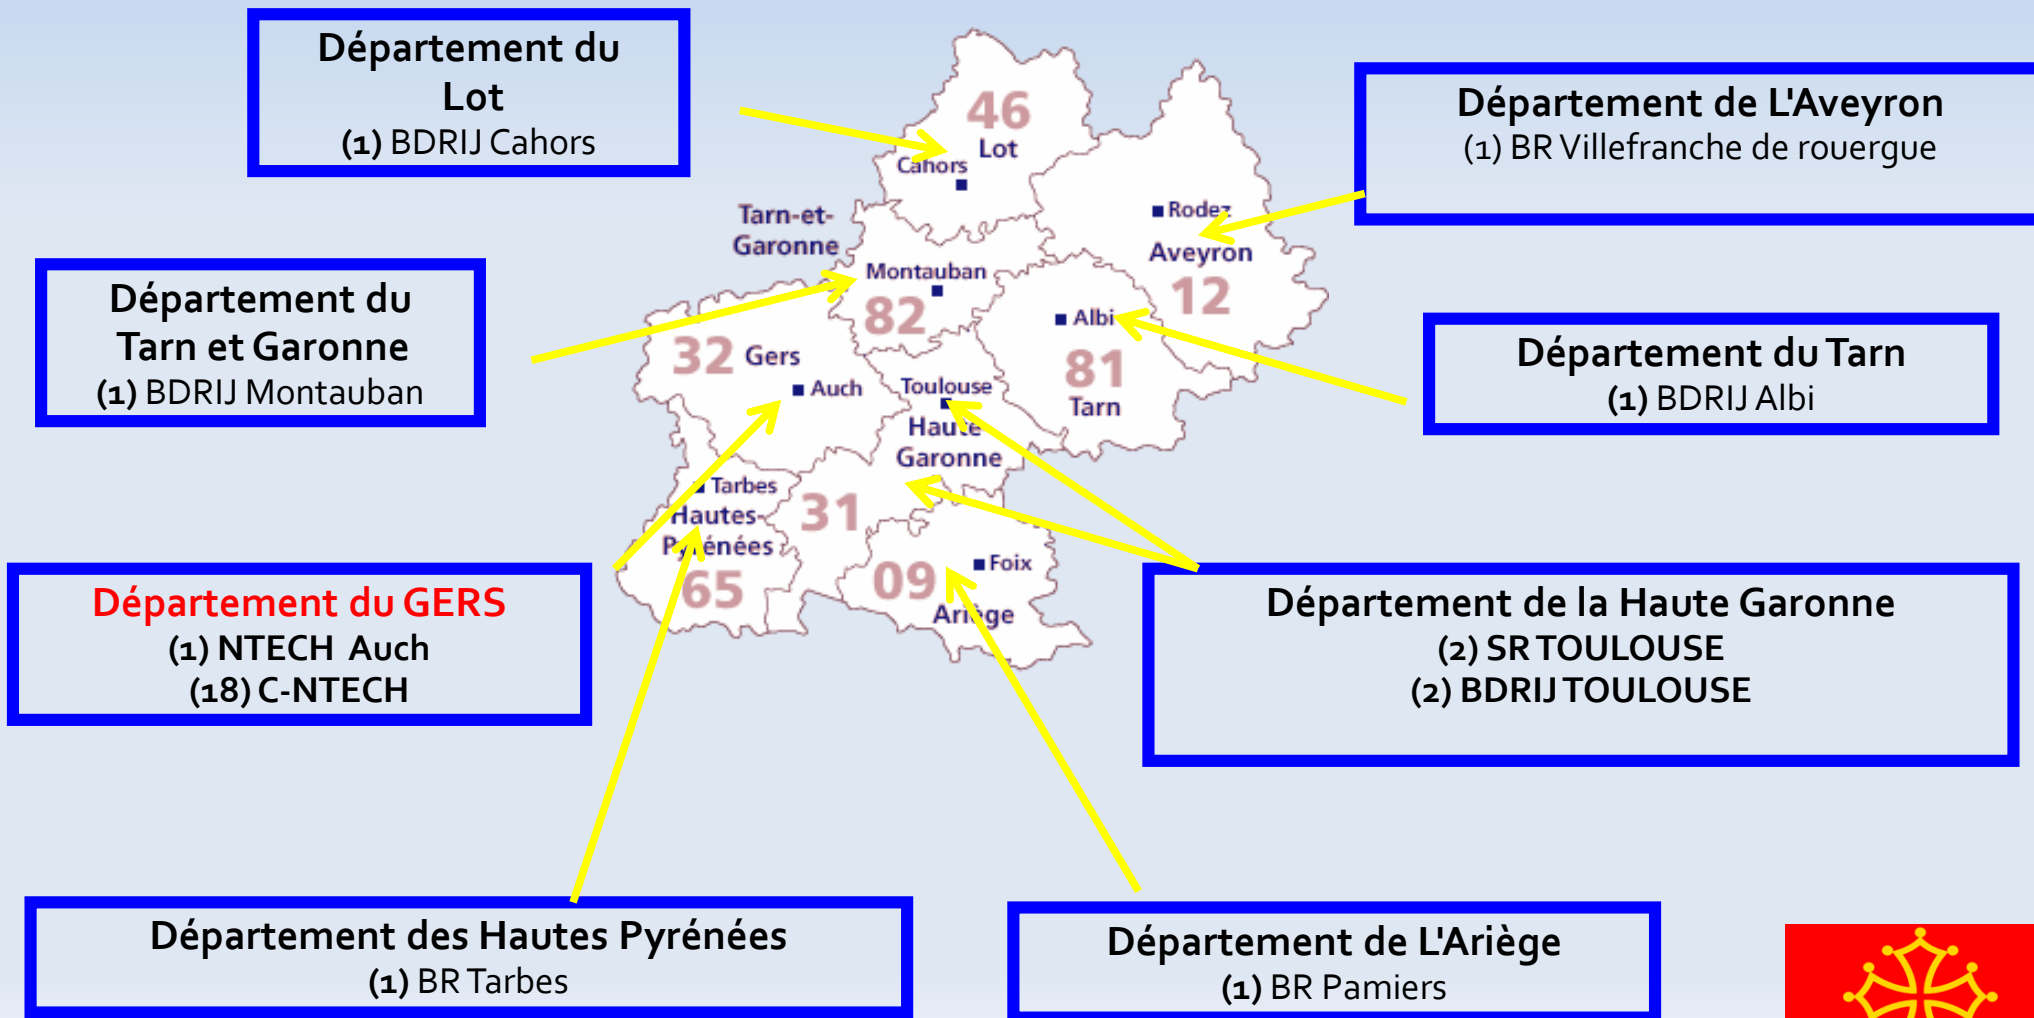 Département du
Lot
(1) BDRIJ Cahors
Département de L'Aveyron
(1) BR Villefranche de rouergue
Département du
Tarn et Garonne
(1) BDRIJ Montauban
Département du Tarn
(1) BDRIJ Albi
Département du GERS
(1) NTECH Auch
(18) C-NTECH
Département de la Haute Garonne
(2) SR TOULOUSE
(2) BDRIJ TOULOUSE
Département des Hautes Pyrénées
(1) BR Tarbes
Département de L'Ariège
(1) BR Pamiers
46
Lot
Cahors
Tarn-et-
Garonne
Rodez
Aveyron
12
Montauban
82
32 Gers
Auch
Albi
81
Tarn
Toulouse
Haute
Garonne
31
Tarbes
Hautes-
Pyrénées
65
09
Foix
Ariège